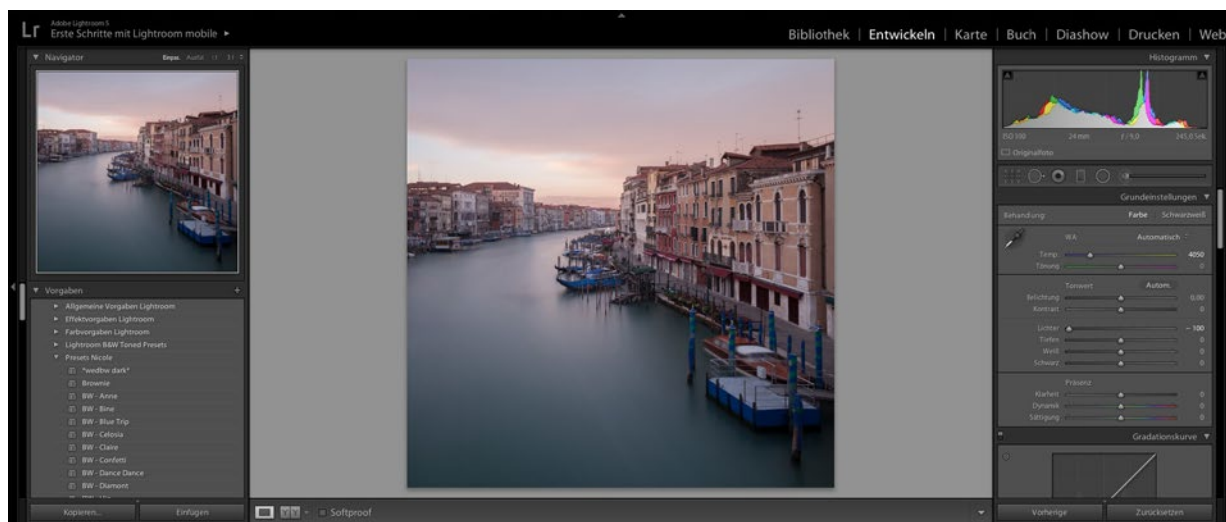 Lr
Adobe Lightroom 5
Erste Schritte mit Lightroom mobile
Bibliothek | Entwickeln | Karte | Buch | Diashow | Drucken | Web
Navigator
Einpas.
Vorgaben +
Allgemeine Vorgaben Lightroom
Effektvorgaben Lightroom
Farbvorgaben Lightroom
Lightroom B&W Toned Presets
Presets Nicole
*wedbw dark*
Brownie
BW - Anna
BW - Bine
BW - Blue Trip
BW - Celosia
BW - Claire
BW - Confetti
BW - Dance Dance
BW - Diamont
Kopieren... Einfügen
Softproof
Histogramm
ISO 100 24 mm f / 9,0 245,0 Sek.
Originalfoto
Grundeinstellungen
Behandlung: Farbe Schwarzweiß
WA: Automatisch
Temp. 4050
Tönung 0
Tonwert Autom.
Belichtung 0,00
Kontrast 0
Lichter - 100
Tiefen 0
Weiß 0
Schwarz 0
Präsenz
Klarheit 0
Dynamik 0
Sättigung 0
Gradationskurve
Vorherige Zurücksetzen